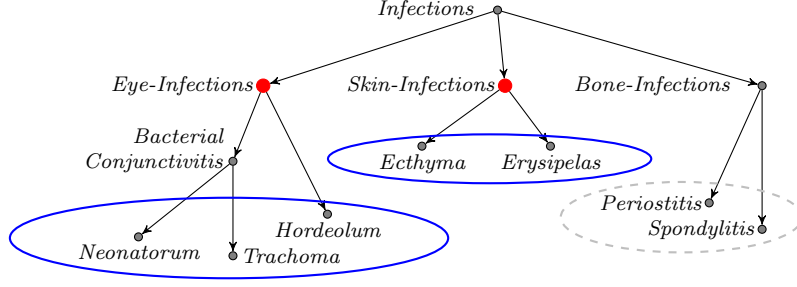 Infections
Eye-Infections
Skin-Infections
Bone-Infections
Bacterial
Conjunctivitis
Ecthyma
Erysipelas
Periostitis
Spondylitis
Hordeolum
Neonatorum
Trachoma